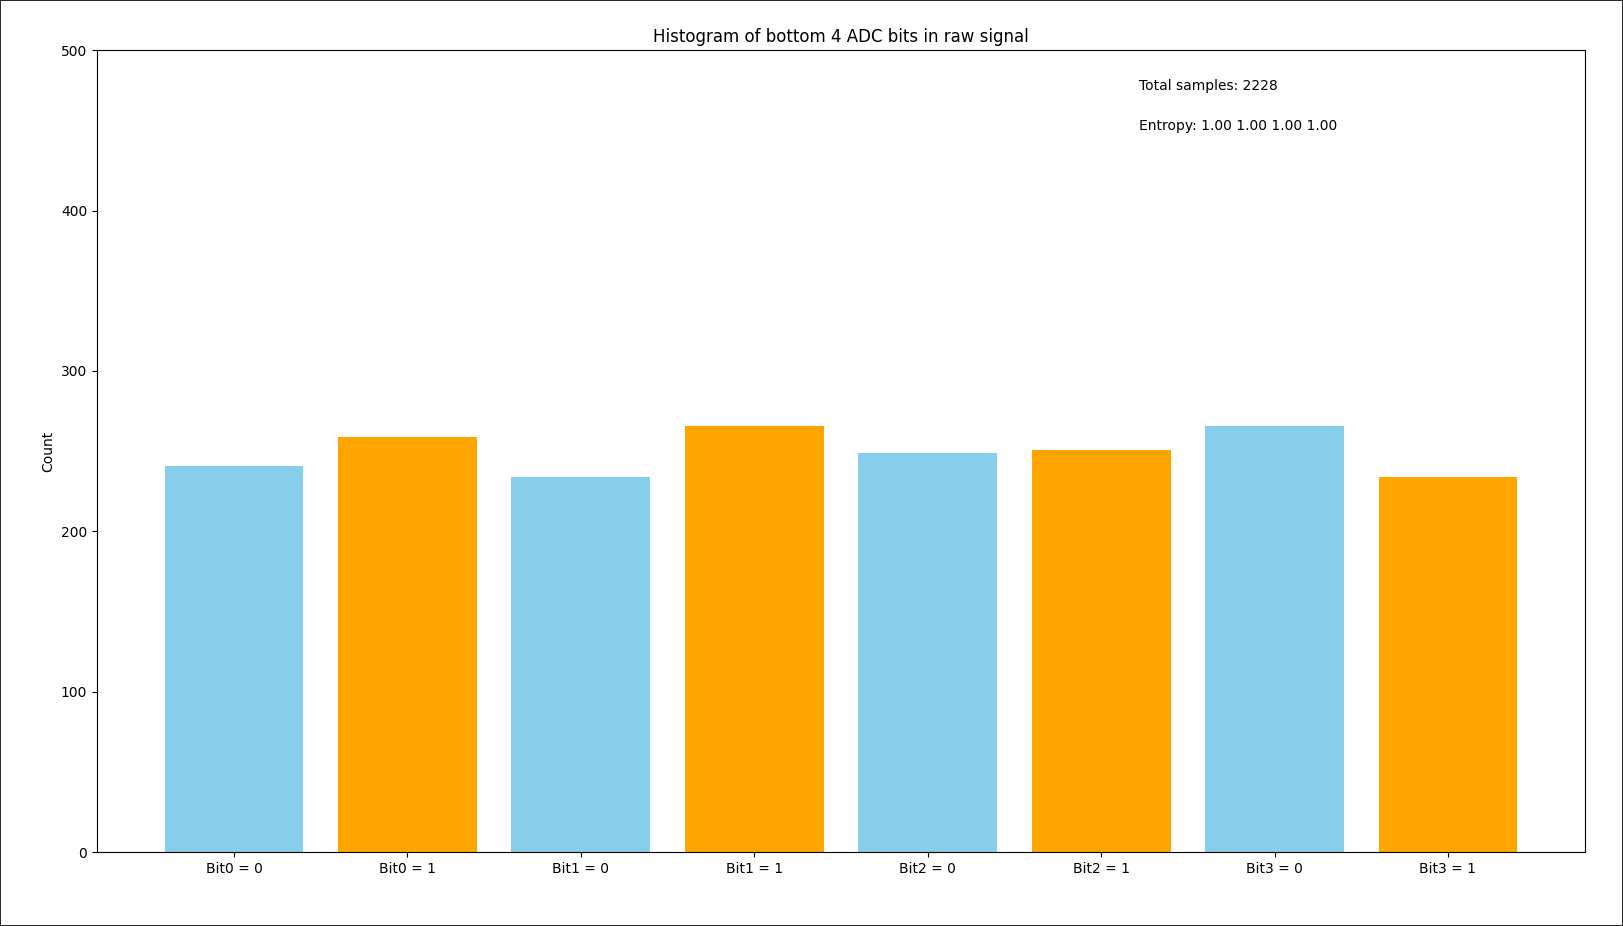 Histogram of bottom 4 ADC bits in raw signal
500
Total samples: 2228
Entropy: 1.00 1.00 1.00 1.00
400
300
Count
200
100
0
Bit0 = 0 Bit0 = 1 Bit1 = 0 Bit1 = 1 Bit2 = 0 Bit2 = 1 Bit3 = 0 Bit3 = 1